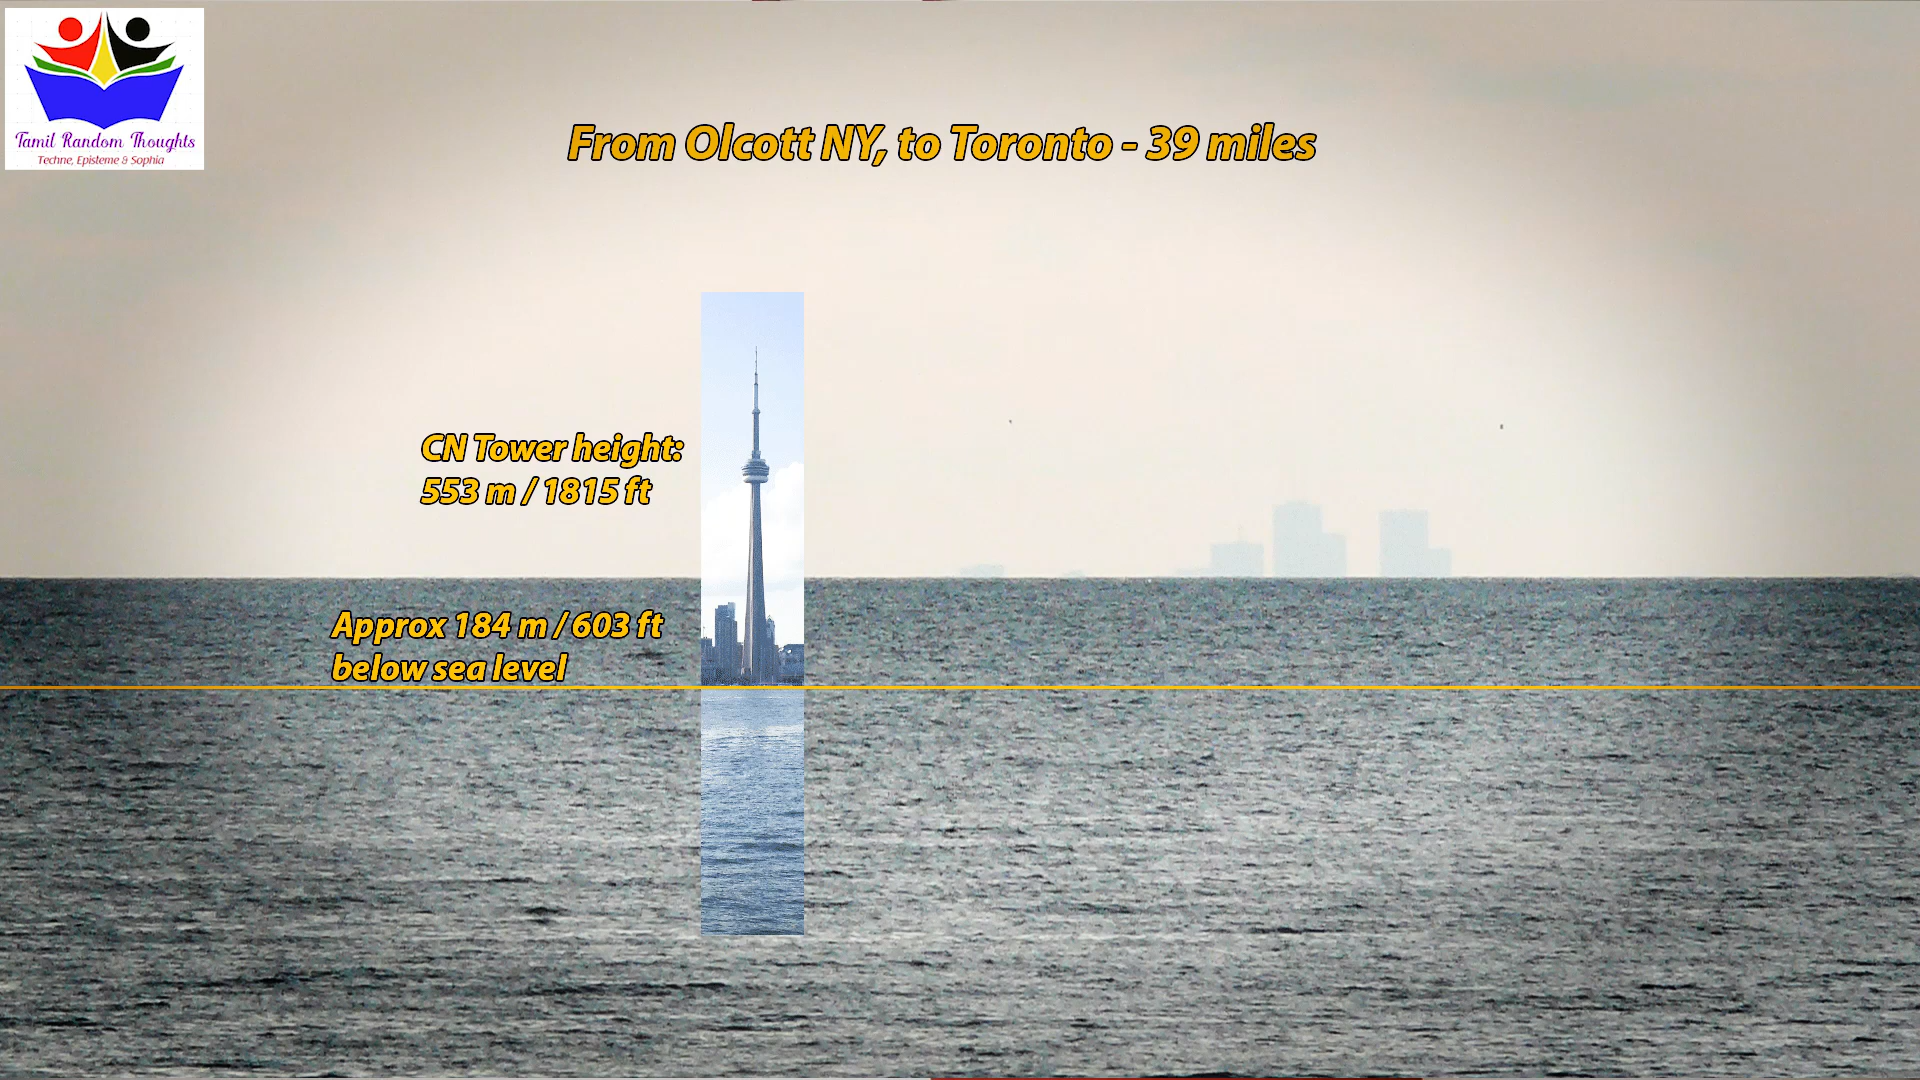 Tamil Random Thoughts
Techne, Episteme & Sophia
From Olcott NY, to Toronto - 39 miles
CN Tower height:
553 m / 1815 ft
Approx 184 m / 603 ft
below sea level